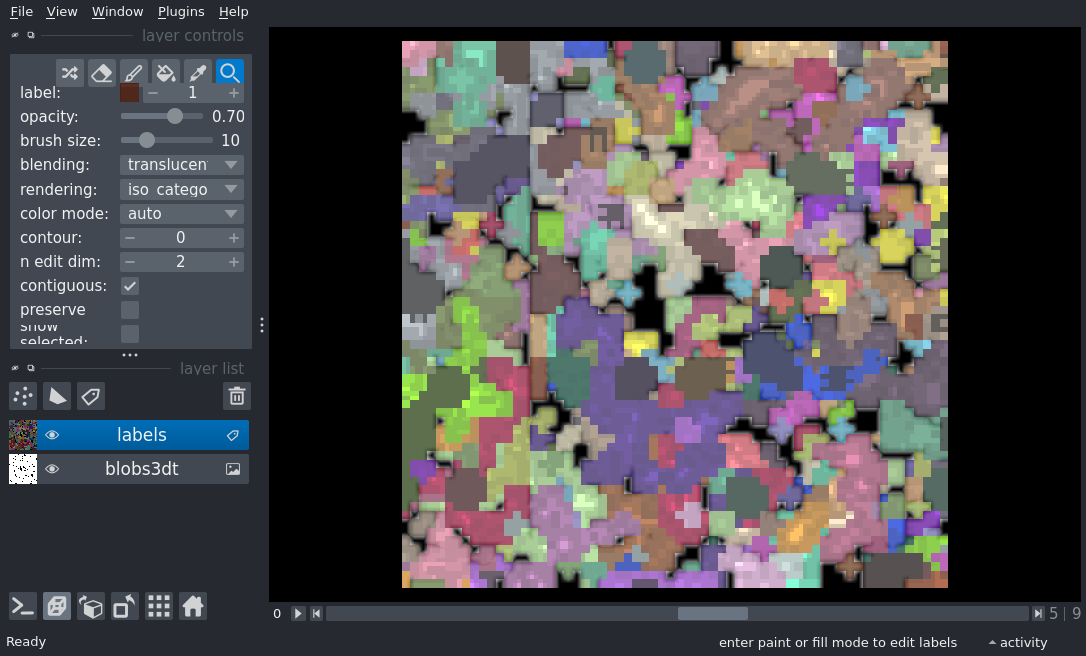 File View Window Plugins Help
layer controls
label: 1
opacity: 0.70
brush size: 10
blending: translucen
rendering: iso_catego
color mode: auto
contour: 0
n edit dim: 2
contiguous:
preserve
show
selected:
layer list
labels
blobs3dt
0 5 | 9
Ready enter paint or fill mode to edit labels activity